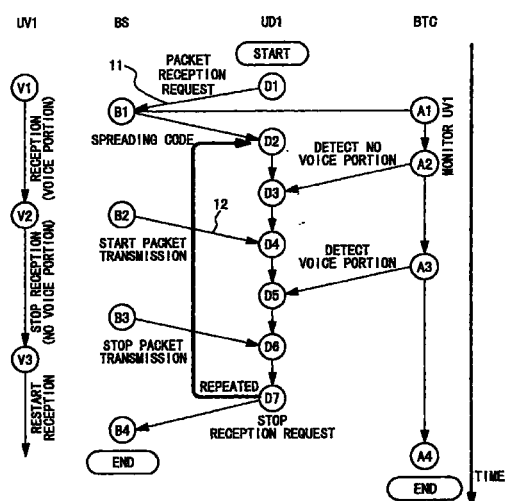 UV1 BS UD1 BTC
START
PACKET
RECEPTION
REQUEST
11
V1
D1
B1
A1
SPREADING CODE
D2
MONITOR UV1
RECEPTION
(VOICE PORTION)
DETECT NO
VOICE PORTION
A2
D3
V2
B2
12
D4
START PACKET
TRANSMISSION
DETECT
VOICE PORTION
A3
STOP RECEPTION
(NO VOICE PORTION)
D5
B3
D6
STOP PACKET
TRANSMISSION
V3
REPEATED
D7
RESTART
RECEPTION
STOP
RECEPTION REQUEST
B4
A4
END
END
TIME